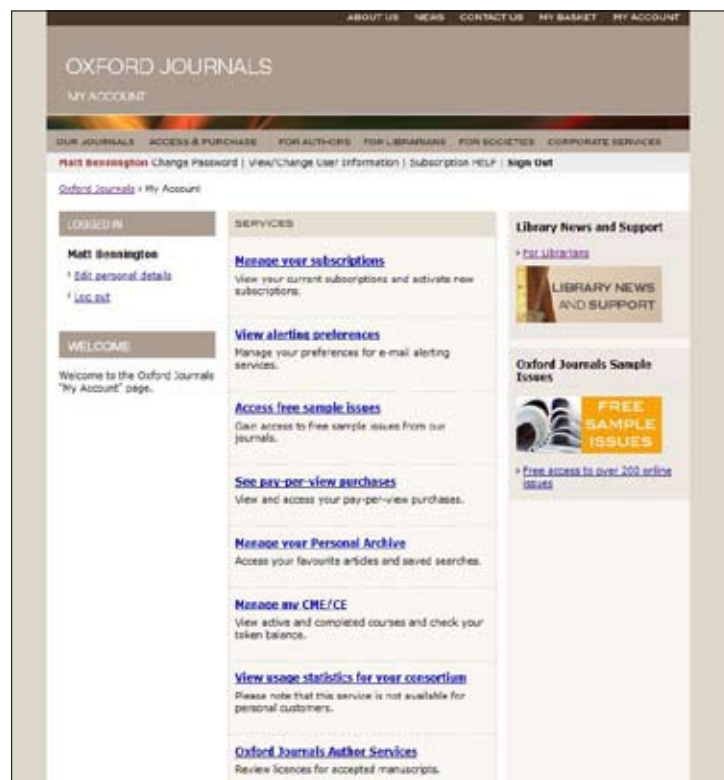 ABOUT US NEWS CONTACT US MY BASKET MY ACCOUNT
OXFORD JOURNALS
MY ACCOUNT
OUR JOURNALS ACCESS & PURCHASE FOR AUTHORS FOR LIBRARIANS FOR SOCIETIES CORPORATE SERVICES
Matt Bennington Change Password | View/Change User Information | Subscription HELP | Sign Out
Oxford Journals > My Account
LOGGED IN
Matt Bennington
Edit personal details
Log out
WELCOME
Welcome to the Oxford Journals
"My Account" page.
SERVICES
Manage your subscriptions
View your current subscriptions and activate new
subscriptions.
View alerting preferences
Manage your preferences for e-mail alerting
services.
Access free sample issues
Gain access to free sample issues from our
journals.
See pay-per-view purchases
View and access your pay-per-view purchases.
Manage your Personal Archive
Access your favourite articles and saved searches.
Manage my CME/CE
View active and completed courses and check your
token balance.
View usage statistics for your consortium
Please note that this service is not available for
personal customers.
Oxford Journals Author Services
Review licences for accepted manuscripts.
Library News and Support
For Librarians
LIBRARY NEWS
AND SUPPORT
Oxford Journals Sample
Issues
FREE
SAMPLE
ISSUES
Free access to over 200 online
issues